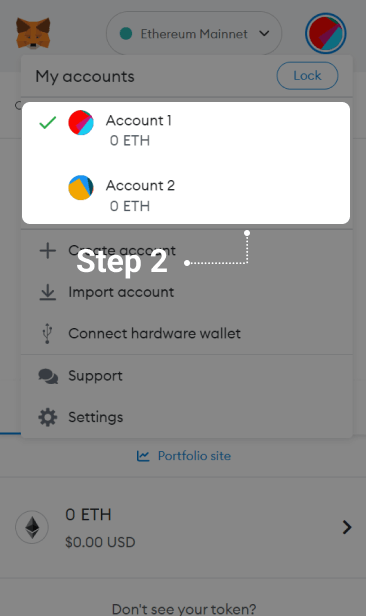 Ethereum Mainnet
My accounts
Lock
Account 1
0 ETH
Account 2
0 ETH
Create account
Step 2
Import account
Connect hardware wallet
Support
Settings
Portfolio site
0 ETH
$0.00 USD
Don't see your token?